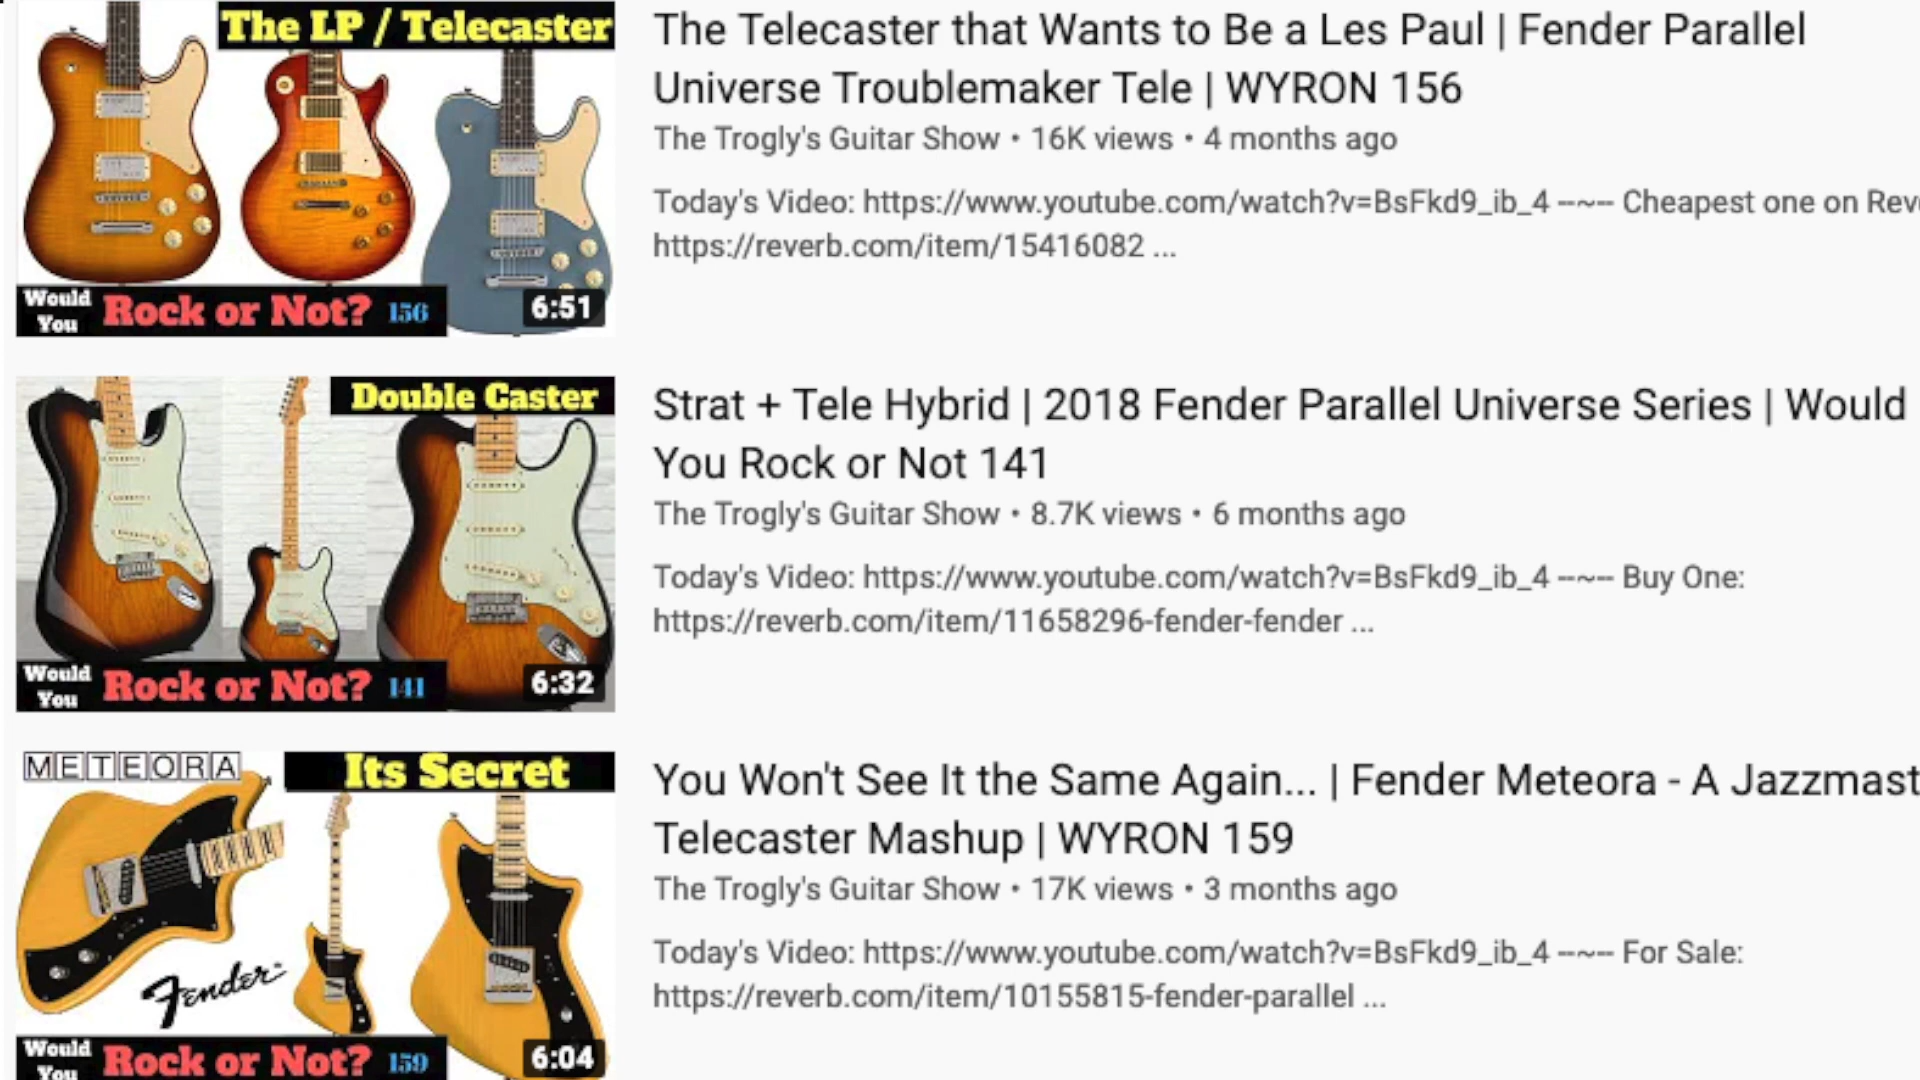 The LP / Telecaster
Would
You
Rock or Not? 156
6:51
The Telecaster that Wants to Be a Les Paul | Fender Parallel
Universe Troublemaker Tele | WYRON 156
The Trogly's Guitar Show • 16K views • 4 months ago
Today's Video: https://www.youtube.com/watch?v=BsFkd9_ib_4 --~-- Cheapest one on Rev
https://reverb.com/item/15416082 ...
Double Caster
Would
You
Rock or Not? 141
6:32
Strat + Tele Hybrid | 2018 Fender Parallel Universe Series | Would
You Rock or Not 141
The Trogly's Guitar Show • 8.7K views • 6 months ago
Today's Video: https://www.youtube.com/watch?v=BsFkd9_ib_4 --~-- Buy One:
https://reverb.com/item/11658296-fender-fender ...
METEORA
Its Secret
Fender
Would
You
Rock or Not? 159
6:04
You Won't See It the Same Again... | Fender Meteora - A Jazzmast
Telecaster Mashup | WYRON 159
The Trogly's Guitar Show • 17K views • 3 months ago
Today's Video: https://www.youtube.com/watch?v=BsFkd9_ib_4 --~-- For Sale:
https://reverb.com/item/10155815-fender-parallel ...